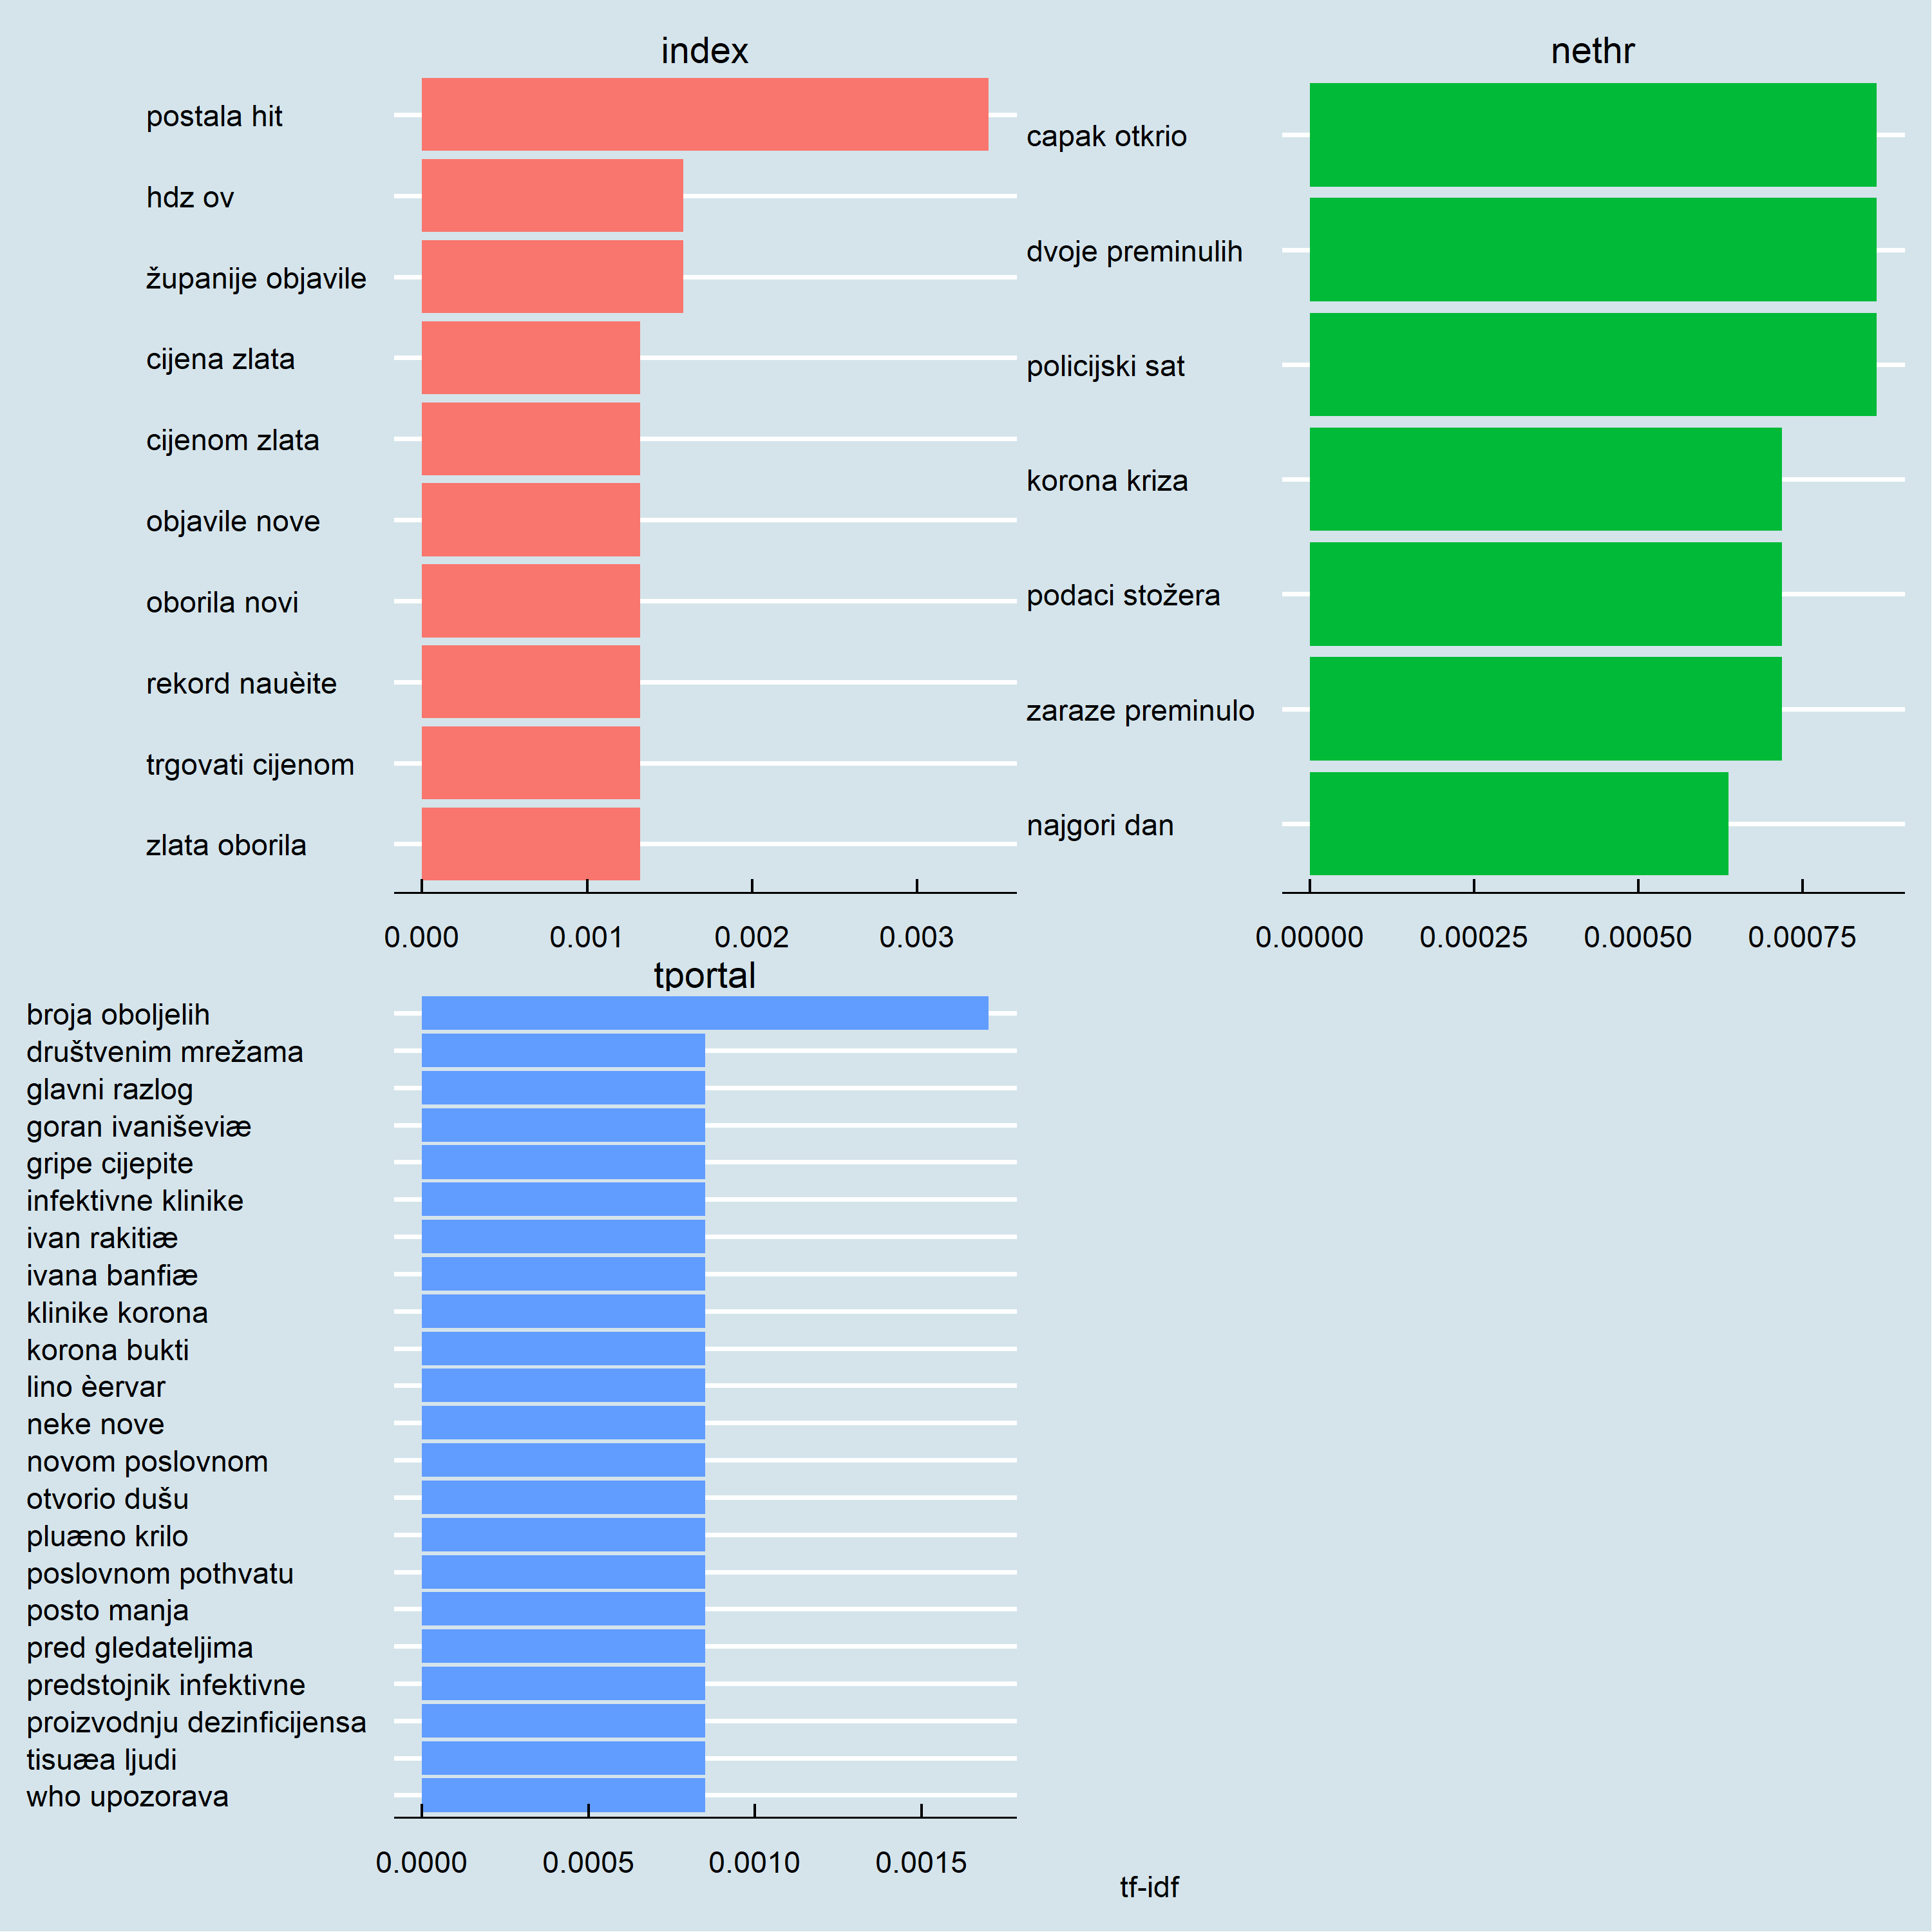 index
postala hit
hdz ov
županije objavile
cijena zlata
cijenom zlata
objavile nove
oborila novi
rekord nauèite
trgovati cijenom
zlata oborila
0.000 0.001 0.002 0.003
nethr
capak otkrio
dvoje preminulih
policijski sat
korona kriza
podaci stožera
zaraze preminulo
najgori dan
0.00000 0.00025 0.00050 0.00075
tportal
broja oboljelih
društvenim mrežama
glavni razlog
goran ivaniševiæ
gripe cijepite
infektivne klinike
ivan rakitiæ
ivana banfiæ
klinike korona
korona bukti
lino èervar
neke nove
novom poslovnom
otvorio dušu
pluæno krilo
poslovnom pothvatu
posto manja
pred gledateljima
predstojnik infektivne
proizvodnju dezinficijensa
tisuæa ljudi
who upozorava
0.0000 0.0005 0.0010 0.0015
tf-idf